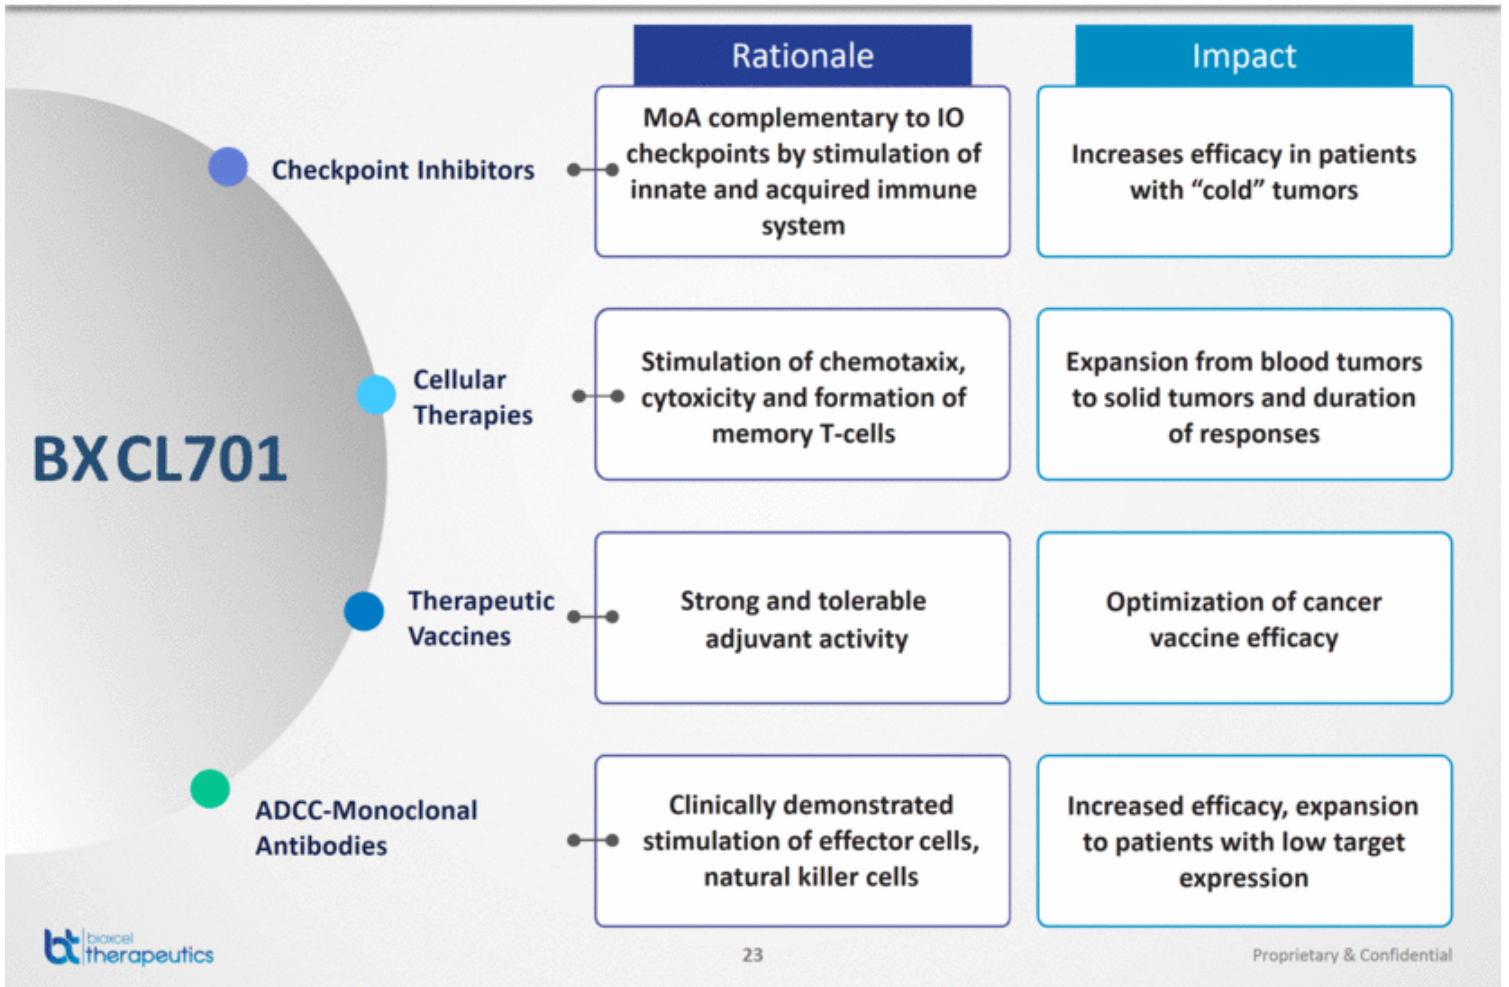 Rationale
Impact
Checkpoint Inhibitors
MoA complementary to IO
checkpoints by stimulation of
innate and acquired immune
system
Increases efficacy in patients
with “cold” tumors
Cellular
Therapies
Stimulation of chemotaxix,
cytoxicity and formation of
memory T-cells
Expansion from blood tumors
to solid tumors and duration
of responses
BXCL701
Therapeutic
Vaccines
Strong and tolerable
adjuvant activity
Optimization of cancer
vaccine efficacy
ADCC-Monoclonal
Antibodies
Clinically demonstrated
stimulation of effector cells,
natural killer cells
Increased efficacy, expansion
to patients with low target
expression
bt
bioxcel
therapeutics
23
Proprietary & Confidential